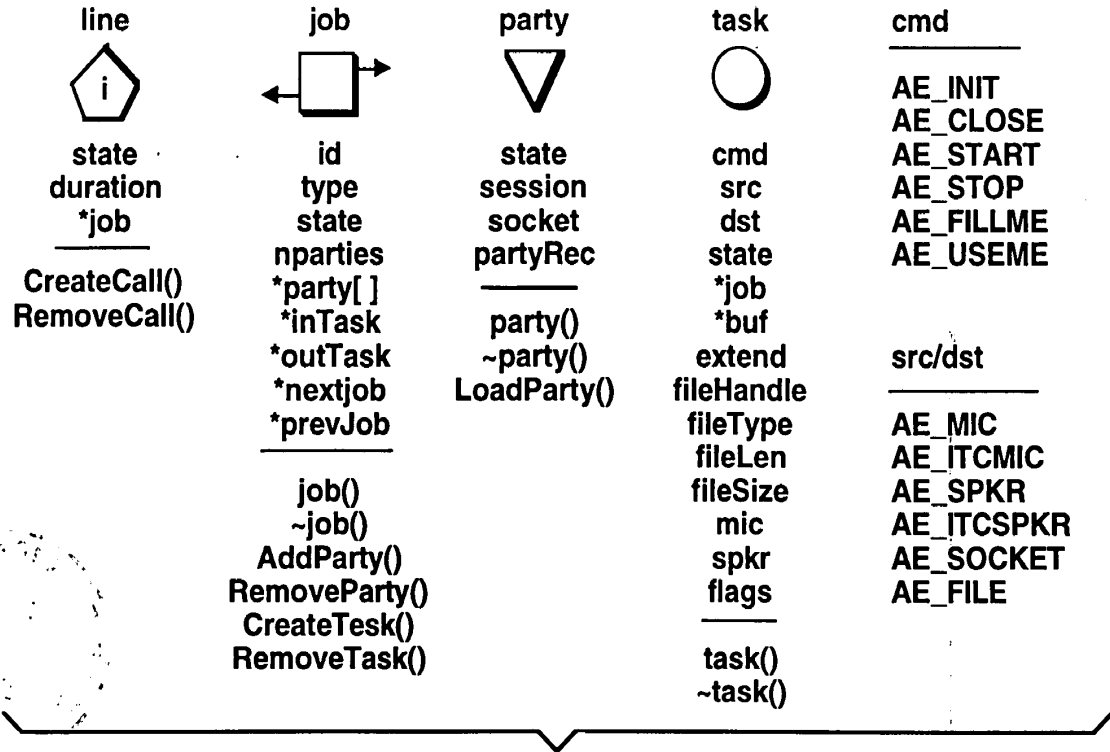 line
i
state
duration
*job
CreateCall()
RemoveCall()
job
id
type
state
nparties
*party[ ]
*inTask
*outTask
*nextjob
*prevJob
job()
~job()
AddParty()
RemoveParty()
CreateTesk()
RemoveTask()
party
state
session
socket
partyRec
party()
~party()
LoadParty()
task
cmd
src
dst
state
*job
*buf
extend
fileHandle
fileType
fileLen
fileSize
mic
spkr
flags
task()
~task()
cmd
AE_INIT
AE_CLOSE
AE_START
AE_STOP
AE_FILLME
AE_USEME
src/dst
AE_MIC
AE_ITCMIC
AE_SPKR
AE_ITCSPKR
AE_SOCKET
AE_FILE